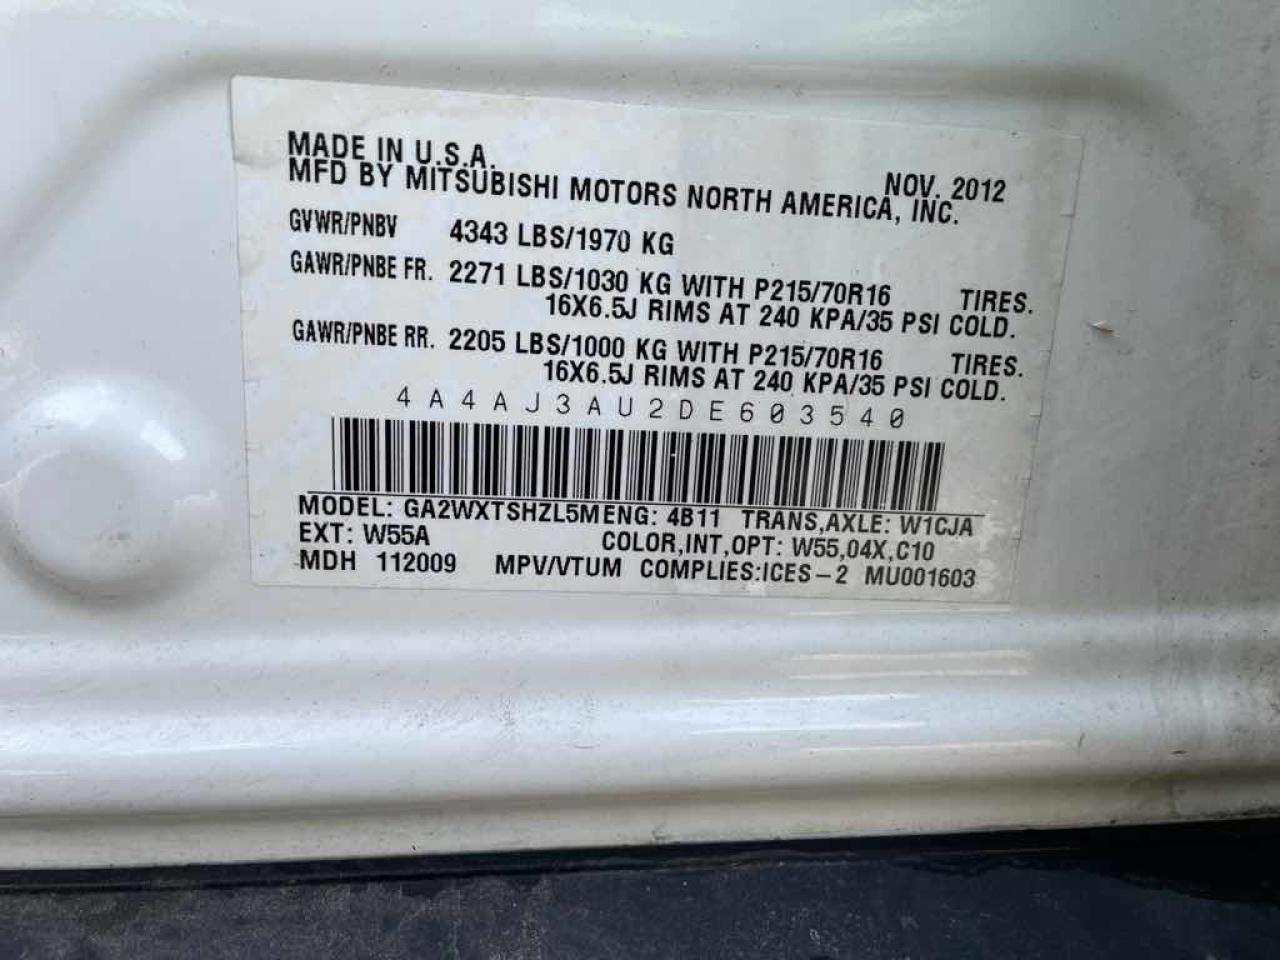 MADE IN U.S.A.
NOV. 2012
MFD BY MITSUBISHI MOTORS NORTH AMERICA, INC.
GVWR/PNBV 4343 LBS/1970 KG
GAWR/PNBE FR. 2271 LBS/1030 KG WITH P215/70R16 TIRES.
16X6.5J RIMS AT 240 KPA/35 PSI COLD.
GAWR/PNBE RR. 2205 LBS/1000 KG WITH P215/70R16 TIRES.
16X6.5J RIMS AT 240 KPA/35 PSI COLD.
4A4AJ3AU2DE603540
MODEL: GA2WXTSHZL5M ENG: 4B11 TRANS,AXLE: W1CJA
EXT: W55A COLOR,INT,OPT: W55,04X,C10
MDH 112009 MPV/VTUM COMPLIES:ICES-2 MU001603